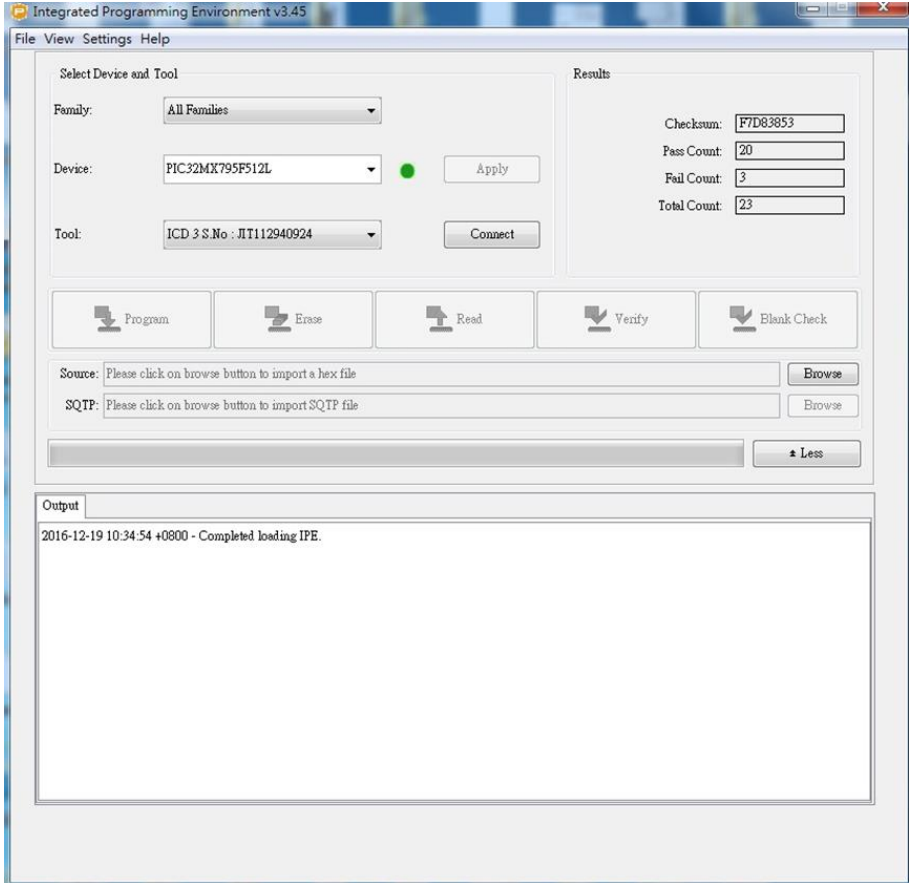 Integrated Programming Environment v3.45
File View Settings Help
Select Device and Tool
Family: All Families
Device: PIC32MX795F512L Apply
Tool: ICD 3 S.No : JIT112940924 Connect
Results
Checksum: F7D83853
Pass Count: 20
Fail Count: 3
Total Count: 23
Program Erase Read Verify Blank Check
Source: Please click on browse button to import a hex file Browse
SQTP: Please click on browse button to import SQTP file Browse
Less
Output
2016-12-19 10:34:54 +0800 - Completed loading IPE.